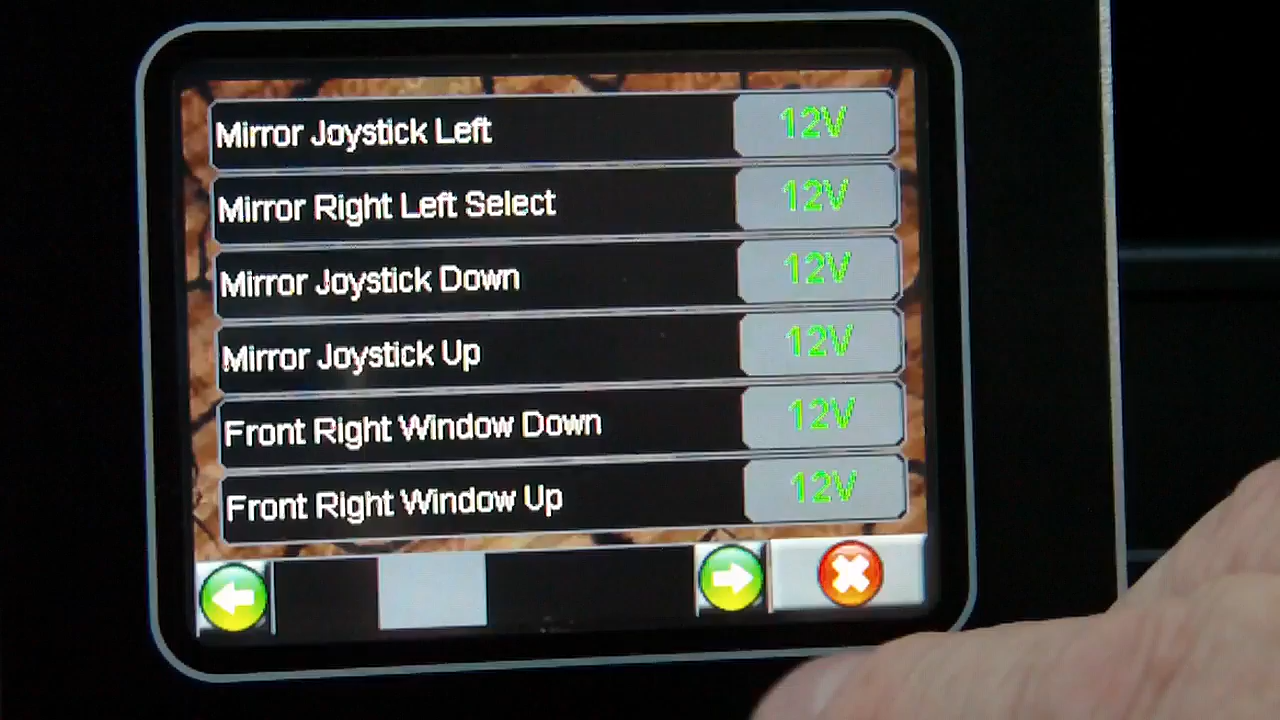 Mirror Joystick Left 12V
Mirror Right Left Select 12V
Mirror Joystick Down 12V
Mirror Joystick Up 12V
Front Right Window Down 12V
Front Right Window Up 12V